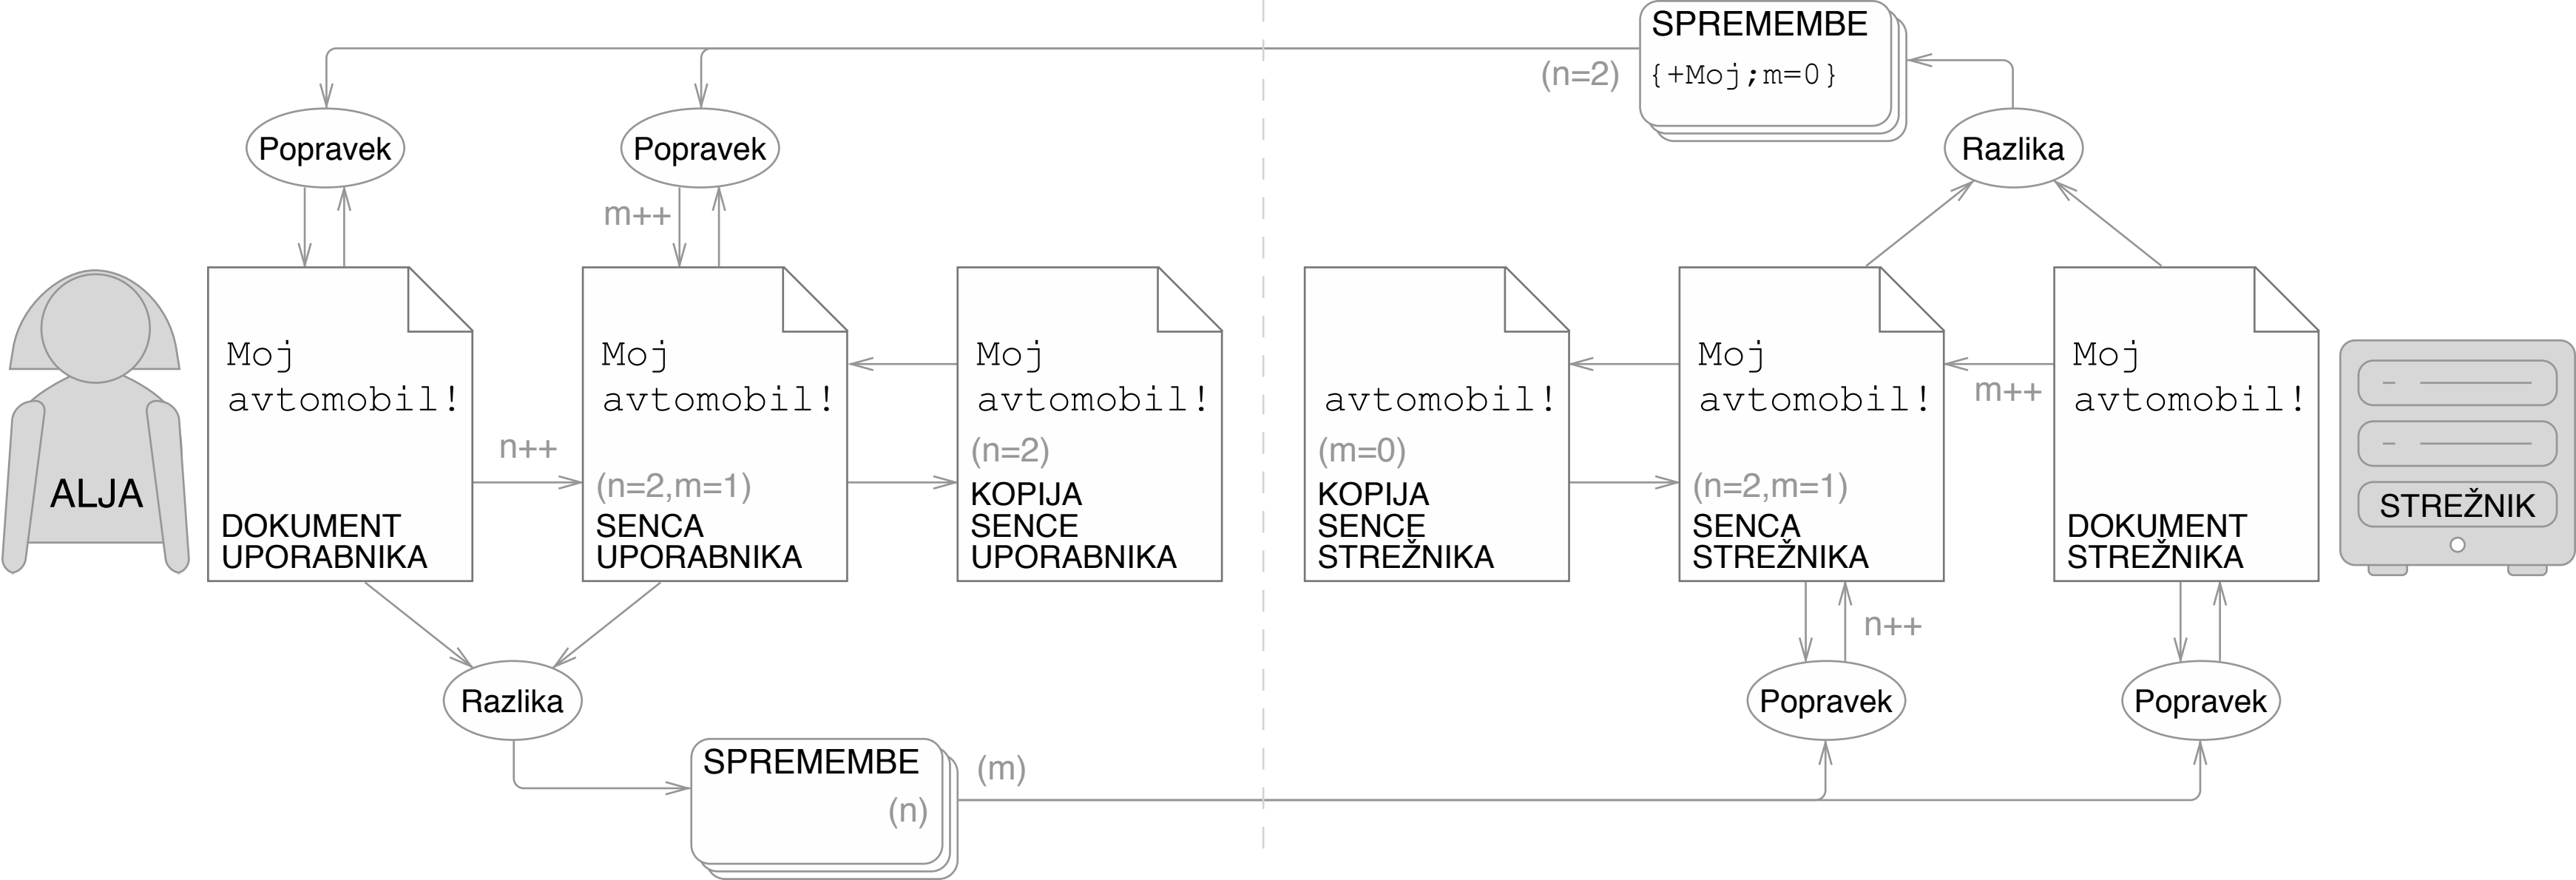 SPREMEMBE
(n=2)
{+Moj;m=0}
Popravek
Popravek
Razlika
m++
Moj
avtomobil!
DOKUMENT
UPORABNIKA
n++
Moj
avtomobil!
(n=2,m=1)
SENCA
UPORABNIKA
Moj
avtomobil!
(n=2)
KOPIJA
SENCE
UPORABNIKA
avtomobil!
(m=0)
KOPIJA
SENCE
STREŽNIKA
Moj
avtomobil!
(n=2,m=1)
SENCA
STREŽNIKA
m++
Moj
avtomobil!
DOKUMENT
STREŽNIKA
ALJA
STREŽNIK
n++
Razlika
Popravek
Popravek
SPREMEMBE
(n)
(m)